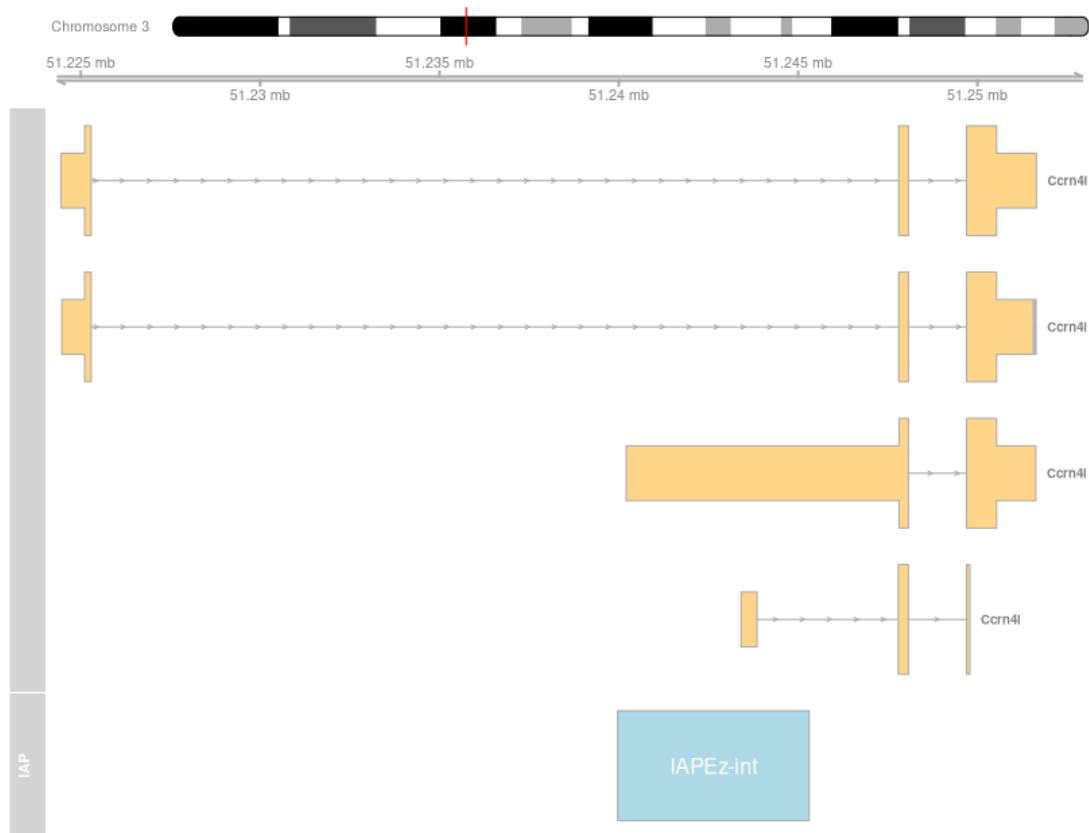 Chromosome 3
51.225 mb
51.235 mb
51.245 mb
51.23 mb
51.24 mb
51.25 mb
Ccrn4l
Ccrn4l
Ccrn4l
Ccrn4l
IAP
IAPEz-int